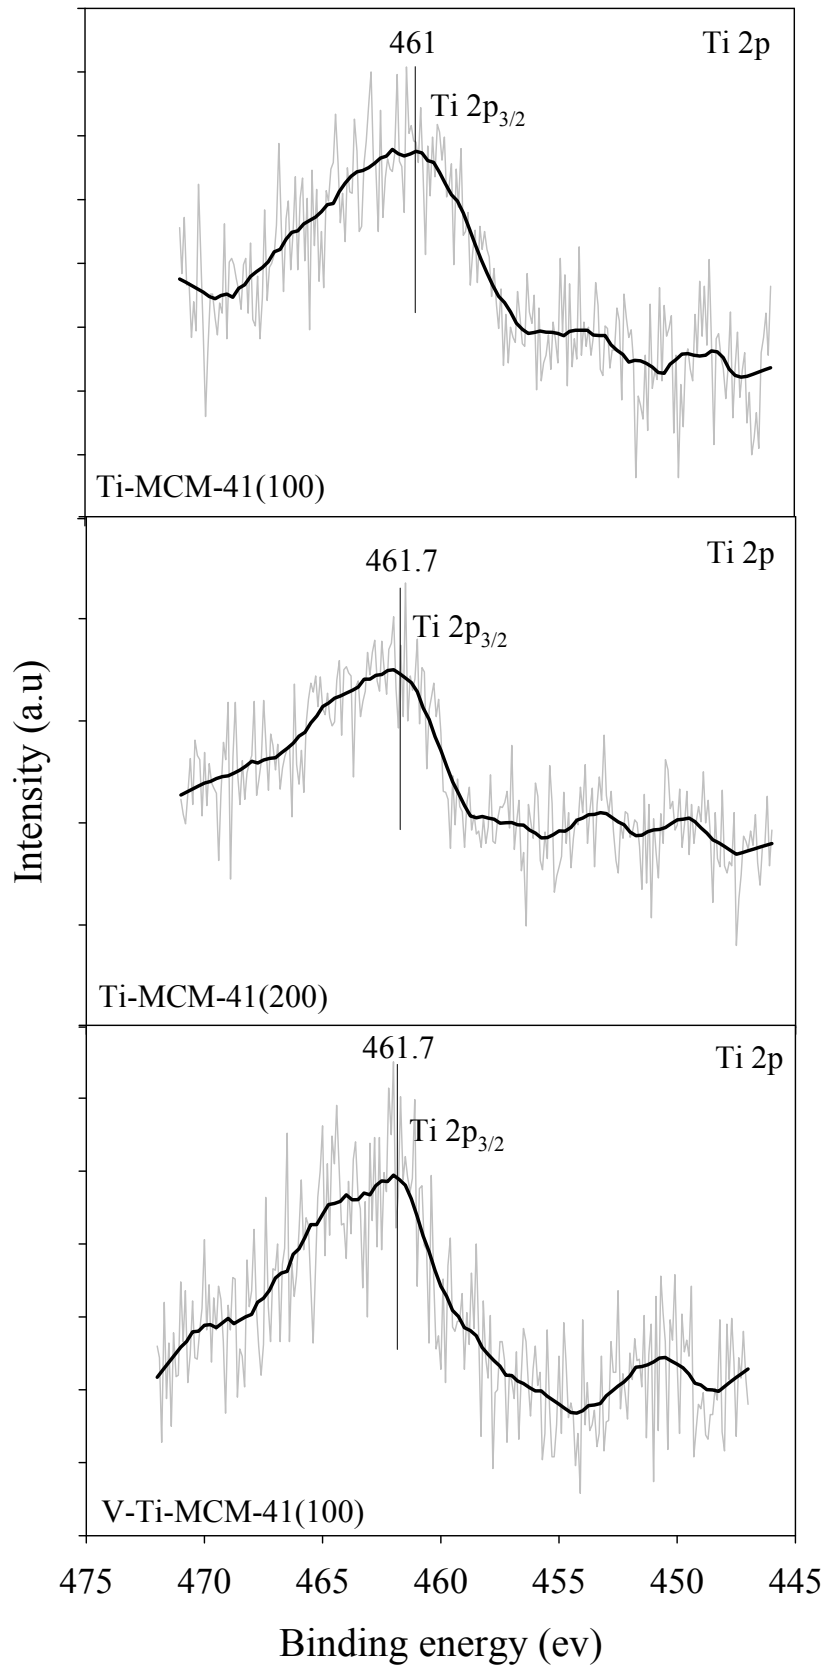 461
Ti 2p
Ti 2p3/2
Ti-MCM-41(100)
461.7
Ti 2p
Ti 2p3/2
Intensity (a.u)
Ti-MCM-41(200)
461.7
Ti 2p
Ti 2p3/2
V-Ti-MCM-41(100)
475 470 465 460 455 450 445
Binding energy (ev)